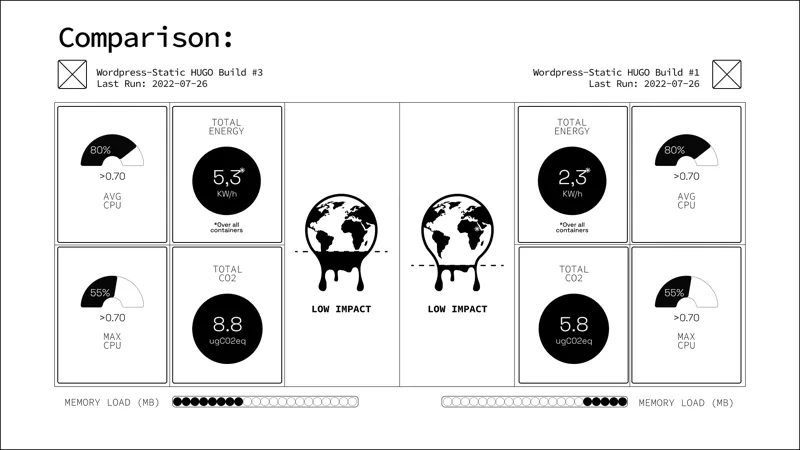 Comparison:
Wordpress-Static HUGO Build #3
Last Run: 2022-07-26
Wordpress-Static HUGO Build #1
Last Run: 2022-07-26
80%
>0.70
AVG
CPU
TOTAL
ENERGY
5,3*
KW/h
*Over all
containers
TOTAL
ENERGY
2,3*
KW/h
*Over all
containers
80%
>0.70
AVG
CPU
55%
>0.70
MAX
CPU
TOTAL
CO2
8.8
ugCO2eq
LOW IMPACT
LOW IMPACT
TOTAL
CO2
5.8
ugCO2eq
55%
>0.70
MAX
CPU
MEMORY LOAD (MB)
MEMORY LOAD (MB)